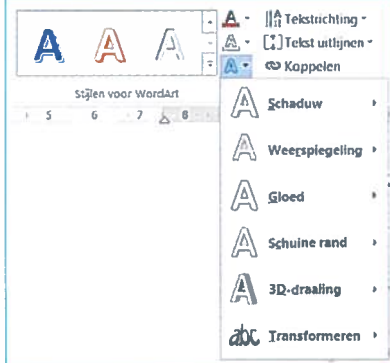 A A A A Tekstrichting
A Tekst uitlijnen
A Koppelen
Stijlen voor WordArt
5 6 7 8
A Schaduw
A Weerspiegeling
A Gloed
A Schuine rand
A 3D-draaiing
abc Transformeren